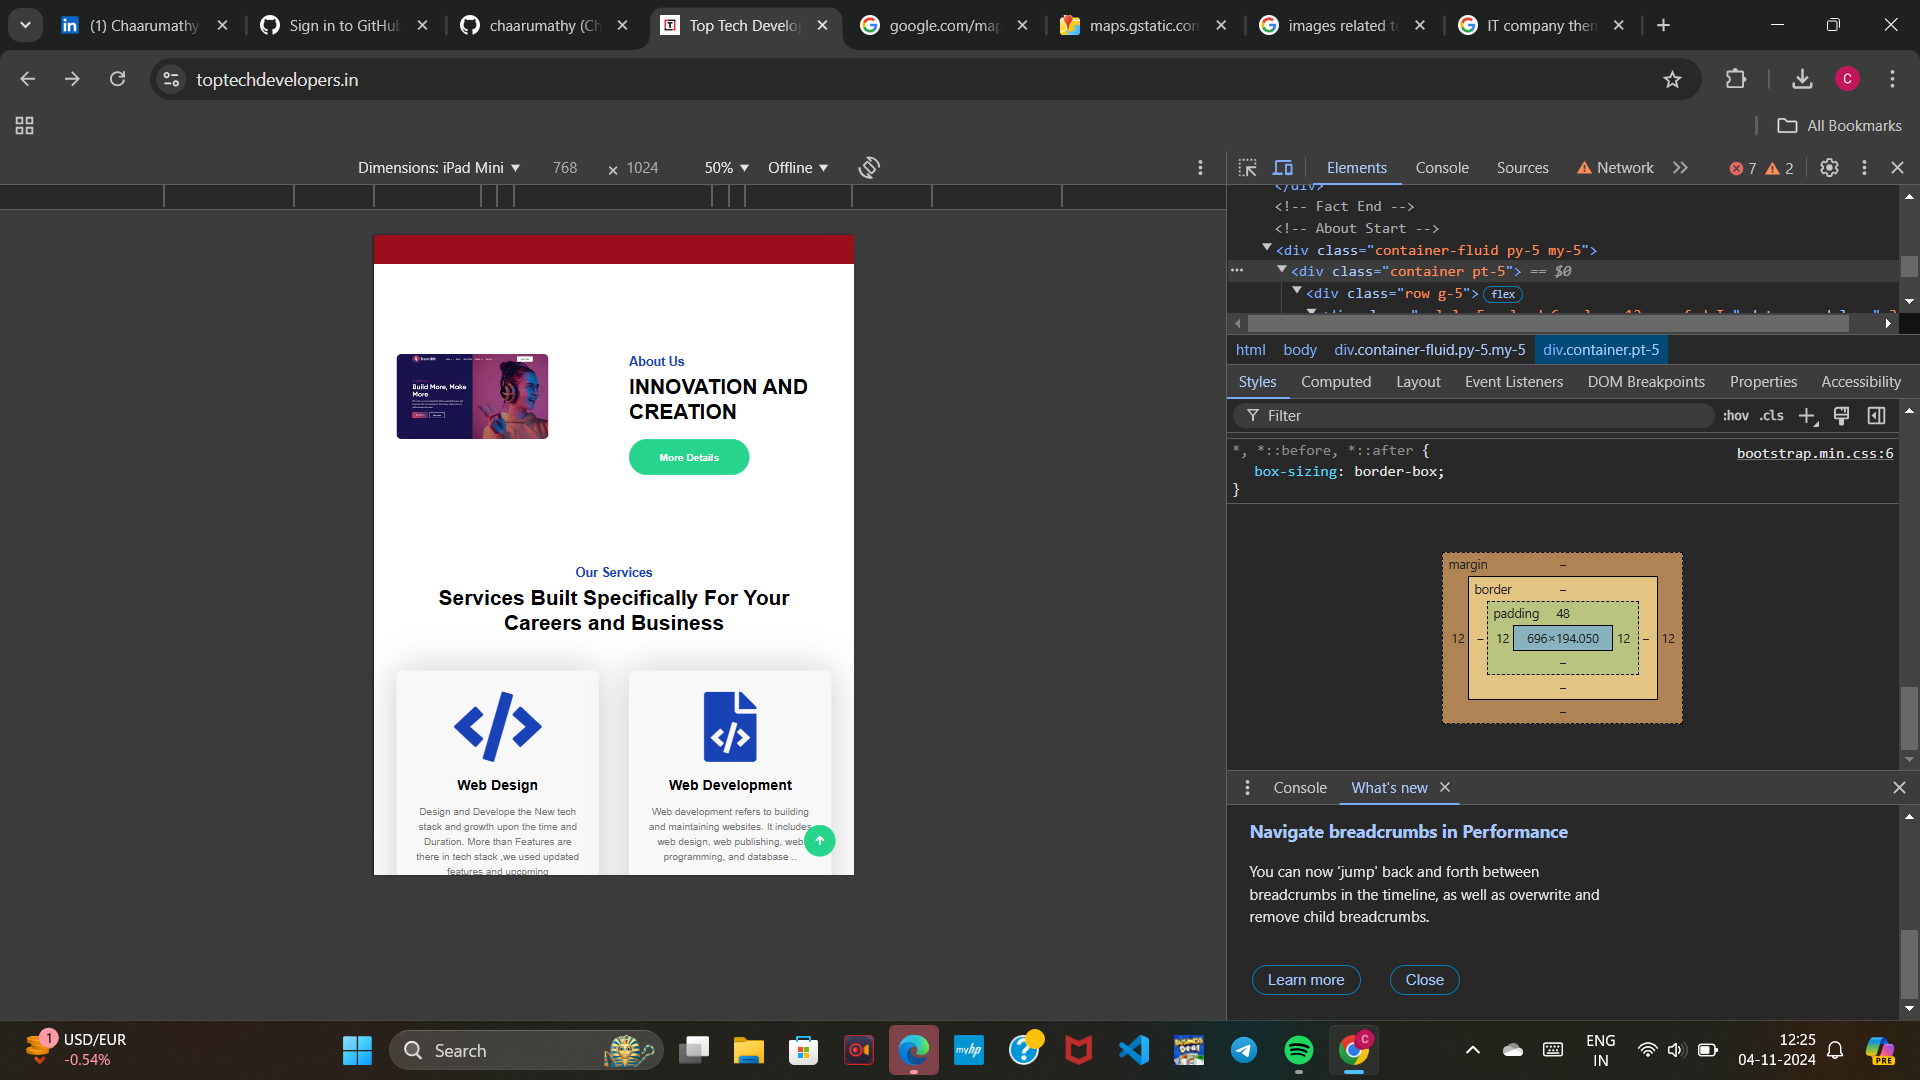 (1) Chaarumathy
Sign in to GitHub
chaarumathy (Ch
Top Tech Develop
google.com/map
maps.gstatic.com
images related t
IT company then
toptechdevelopers.in
C
All Bookmarks
Dimensions: iPad Mini 768 × 1024 50% Offline
Elements Console Sources Network 7 2
</div>
<!-- Fact End -->
<!-- About Start -->
<div class="container-fluid py-5 my-5">
<div class="container pt-5"> == $0
<div class="row g-5"> flex
html body div.container-fluid.py-5.my-5 div.container.pt-5
Styles Computed Layout Event Listeners DOM Breakpoints Properties Accessibility
Filter :hov .cls
*, *::before, *::after { bootstrap.min.css:6
box-sizing: border-box;
}
margin –
border –
padding 48
12 – 12 696×194.050 12 – 12
–
–
–
Console What's new
Navigate breadcrumbs in Performance
You can now 'jump' back and forth between
breadcrumbs in the timeline, as well as overwrite and
remove child breadcrumbs.
Learn more Close
Build More, Make
More
About Us
INNOVATION AND
CREATION
More Details
Our Services
Services Built Specifically For Your
Careers and Business
Web Design
Design and Develope the New tech
stack and growth upon the time and
Duration. More than Features are
there in tech stack ,we used updated
features and upcoming
Web Development
Web development refers to building
and maintaining websites. It includes
web design, web publishing, web
programming, and database ..
1
USD/EUR
-0.54%
Search
myhp
C
ENG
IN
12:25
04-11-2024
PRE